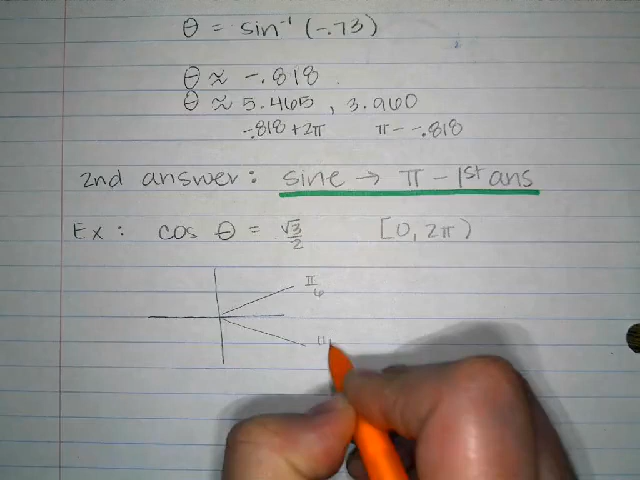 θ = sin⁻¹ (-.73)
θ ≈ -.818
θ ≈ 5.465, 3.960
-.818+2π π - -.818
2nd answer: sine → π - 1st ans
Ex: cos θ = √3/2 [0, 2π)
π/6
11